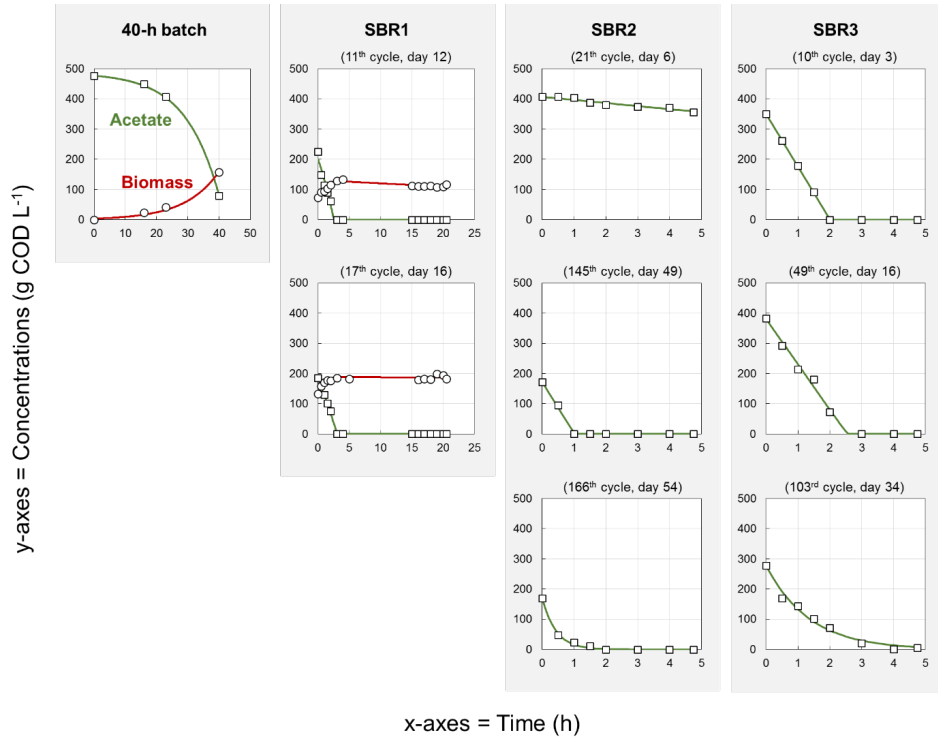 40-h batch
SBR1
SBR2
SBR3
(11th cycle, day 12)
(21st cycle, day 6)
(10th cycle, day 3)
500
400
300
200
100
0
Acetate
Biomass
0 10 20 30 40 50
500
400
300
200
100
0
0 5 10 15 20 25
500
400
300
200
100
0
0 1 2 3 4 5
500
400
300
200
100
0
0 1 2 3 4 5
(17th cycle, day 16)
(145th cycle, day 49)
(49th cycle, day 16)
500
400
300
200
100
0
0 5 10 15 20 25
500
400
300
200
100
0
0 1 2 3 4 5
500
400
300
200
100
0
0 1 2 3 4 5
(166th cycle, day 54)
(103rd cycle, day 34)
500
400
300
200
100
0
0 1 2 3 4 5
500
400
300
200
100
0
0 1 2 3 4 5
y-axes = Concentrations (g COD L-1)
x-axes = Time (h)